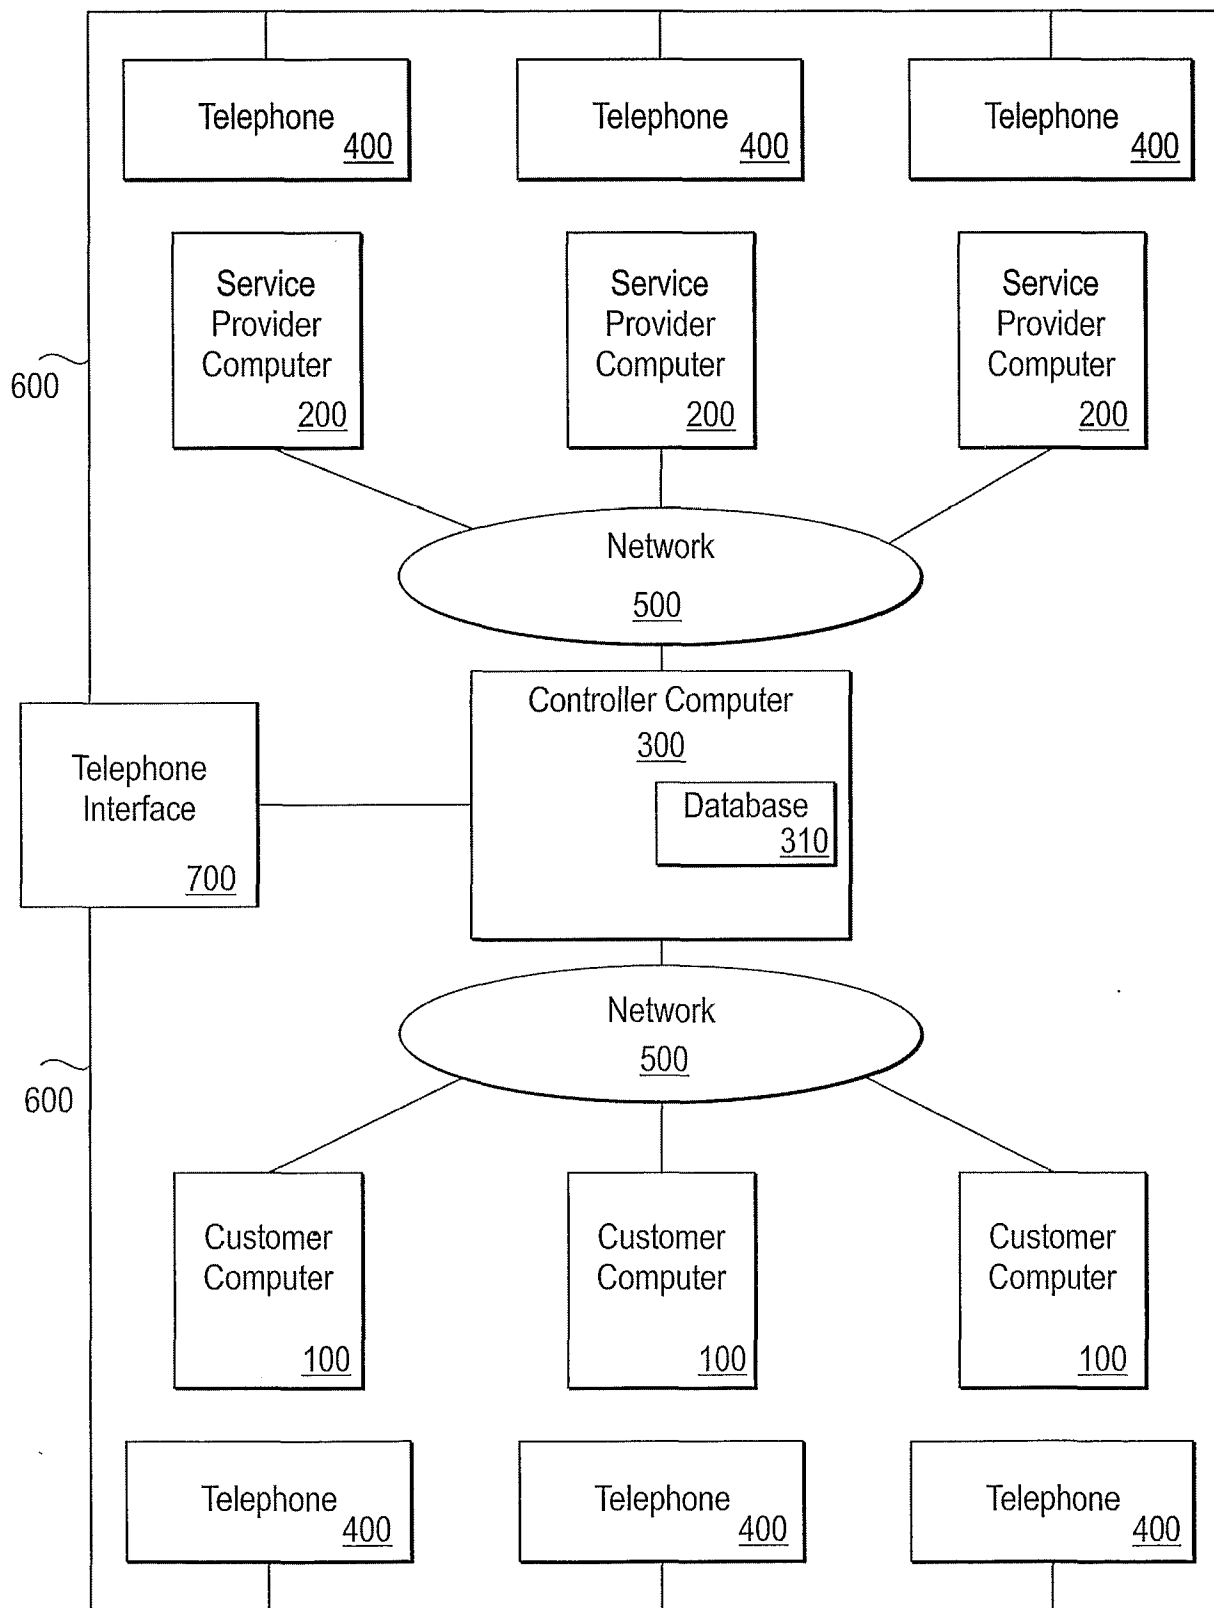 Telephone
400
Telephone
400
Telephone
400
Service
Provider
Computer
200
Service
Provider
Computer
200
Service
Provider
Computer
200
600
Network
500
Controller Computer
300
Database
310
Telephone
Interface
700
Network
500
600
Customer
Computer
100
Customer
Computer
100
Customer
Computer
100
Telephone
400
Telephone
400
Telephone
400